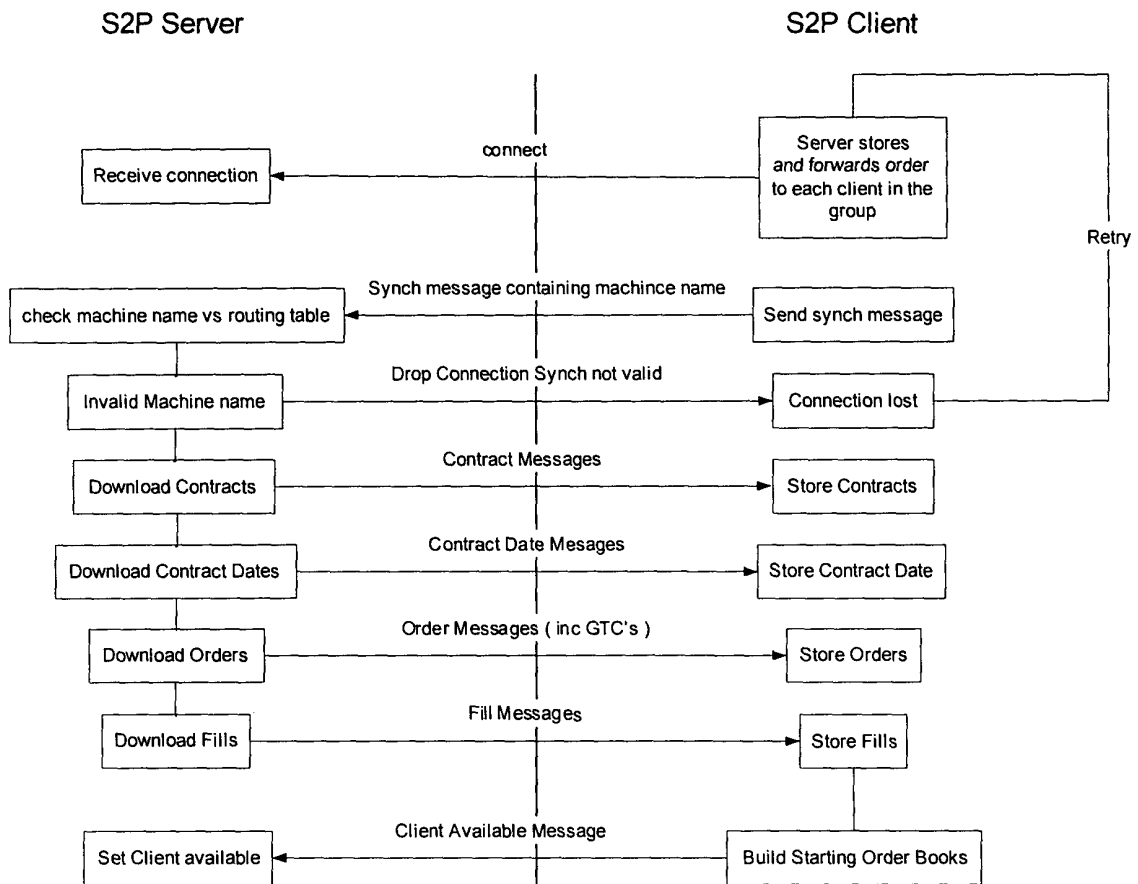 S2P Server
S2P Client
connect
Receive connection
Server stores
and forwards order
to each client in the
group
Retry
Synch message containing machince name
check machine name vs routing table
Send synch message
Drop Connection Synch not valid
Invalid Machine name
Connection lost
Contract Messages
Download Contracts
Store Contracts
Contract Date Mesages
Download Contract Dates
Store Contract Date
Order Messages ( inc GTC's )
Download Orders
Store Orders
Fill Messages
Download Fills
Store Fills
Client Available Message
Set Client available
Build Starting Order Books